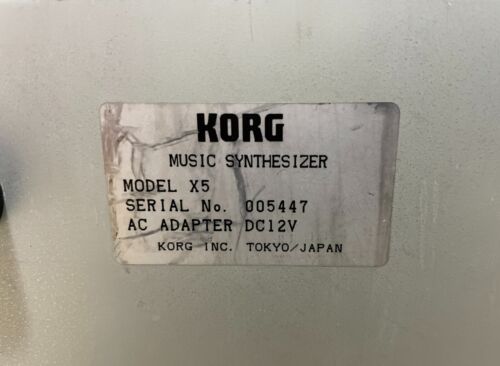 KORG
MUSIC SYNTHESIZER
MODEL X5
SERIAL No. 005447
AC ADAPTER DC12V
KORG INC. TOKYO/JAPAN